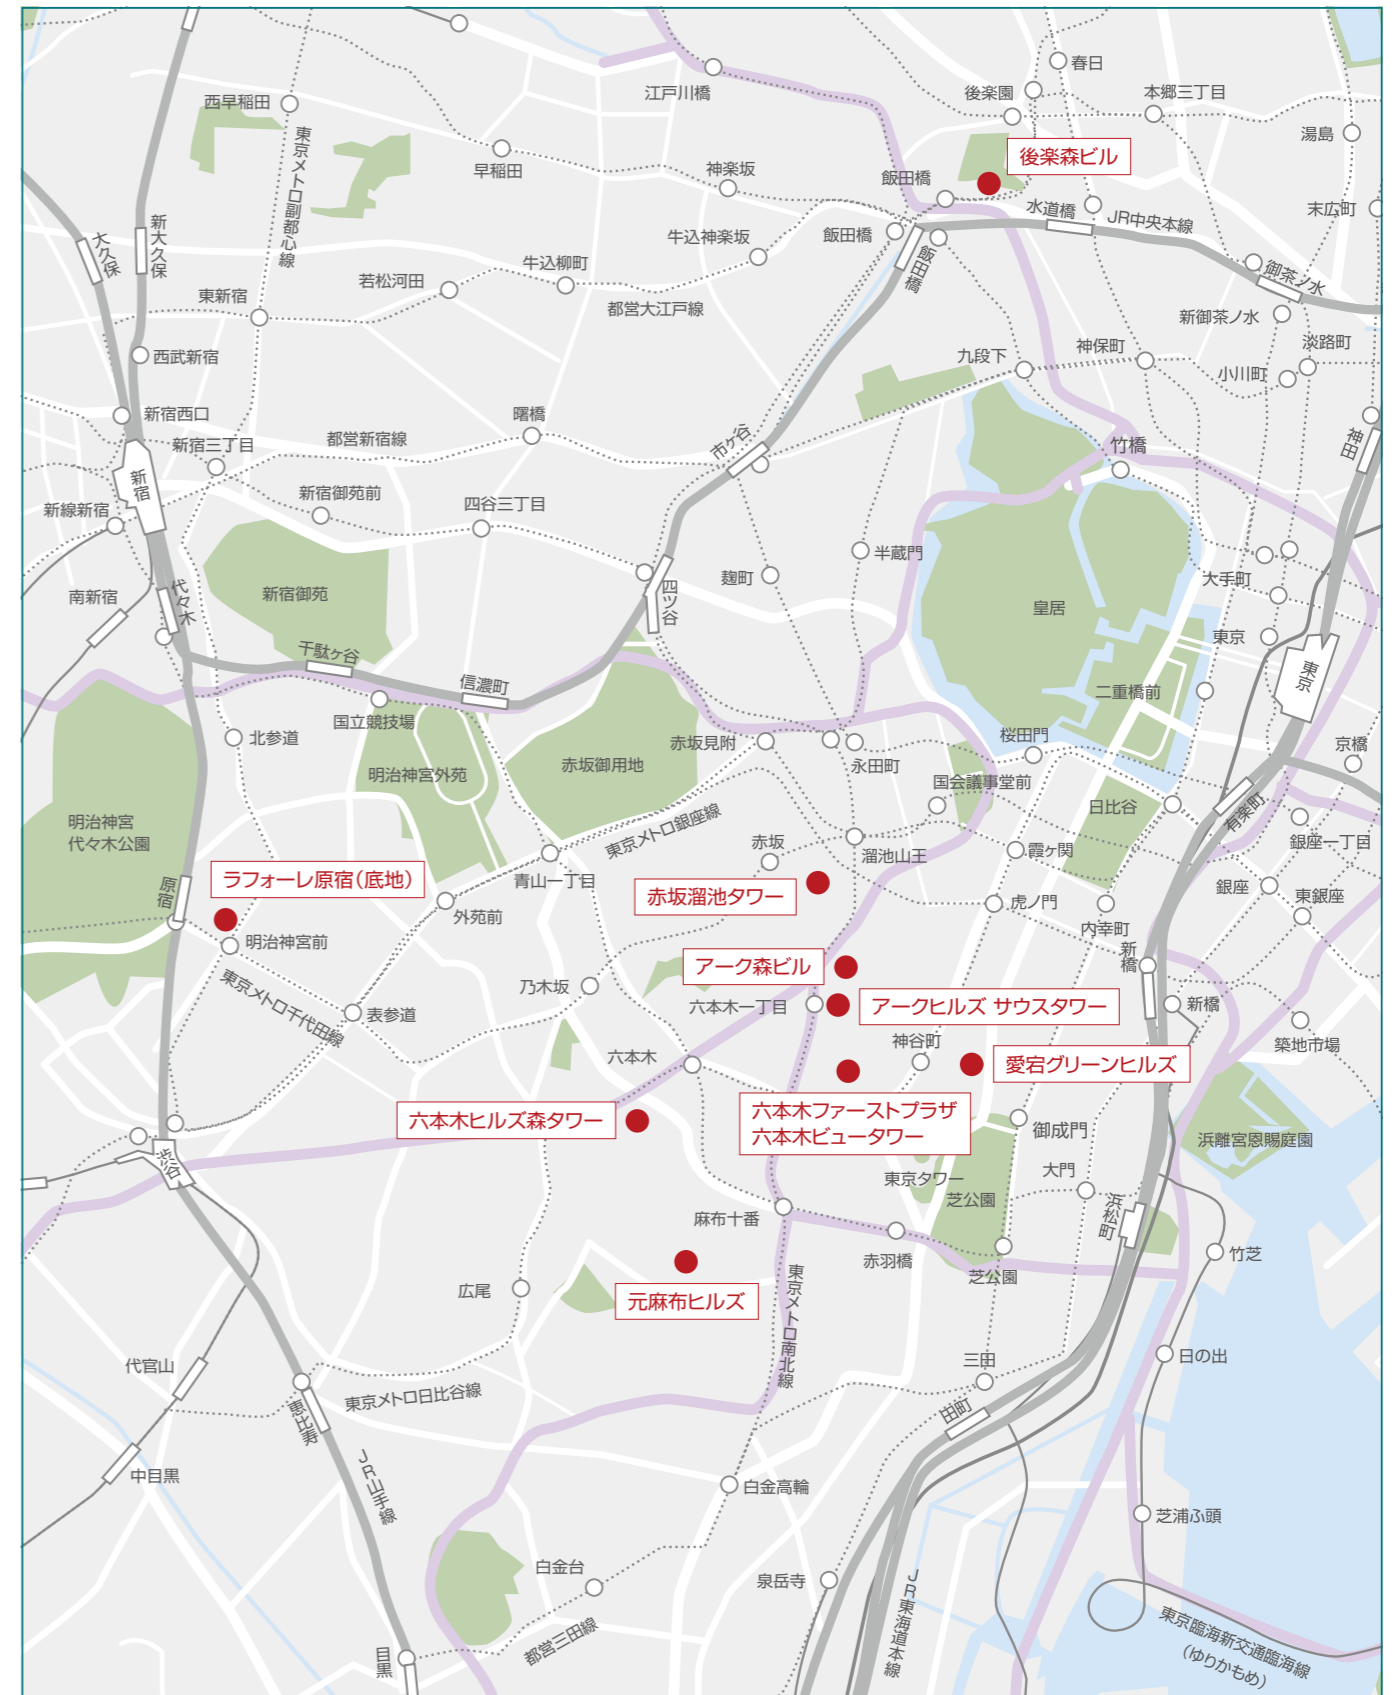 春日
後楽園
本郷三丁目
江戸川橋
西早稲田
湯島
東京メトロ副都心線
早稲田
後楽森ビル
神楽坂
飯田橋
末広町
水道橋
JR中央本線
新大久保
大久保
牛込神楽坂
飯田橋
飯田橋
牛込柳町
若松河田
東新宿
都営大江戸線
御茶ノ水
新御茶ノ水
淡路町
西武新宿
九段下
神保町
小川町
新宿西口
曙橋
都営新宿線
新宿三丁目
市ヶ谷
竹橋
神田
新宿
新宿御苑前
四谷三丁目
新線新宿
半蔵門
麹町
大手町
南新宿
代々木
新宿御苑
四ツ谷
皇居
東京
東京
千駄ヶ谷
信濃町
二重橋前
国立競技場
北参道
赤坂見附
桜田門
永田町
京橋
明治神宮外苑
赤坂御用地
国会議事堂前
日比谷
有楽町
明治神宮
代々木公園
東京メトロ銀座線
赤坂
溜池山王
霞ヶ関
銀座一丁目
ラフォーレ原宿(底地)
青山一丁目
赤坂溜池タワー
銀座
東銀座
原宿
外苑前
虎ノ門
内幸町
明治神宮前
新橋
アーク森ビル
東京メトロ千代田線
乃木坂
六本木一丁目
アークヒルズ サウスタワー
新橋
表参道
神谷町
築地市場
六本木
愛宕グリーンヒルズ
六本木ヒルズ森タワー
六本木ファーストプラザ
六本木ビュータワー
御成門
浜離宮恩賜庭園
渋谷
東京タワー
大門
芝公園
麻布十番
浜松町
赤羽橋
竹芝
芝公園
広尾
元麻布ヒルズ
東京メトロ南北線
代官山
三田
日の出
東京メトロ日比谷線
恵比寿
田町
中目黒
JR山手線
白金高輪
芝浦ふ頭
白金台
泉岳寺
JR東海道本線
都営三田線
目黒
東京臨海新交通臨海線
(ゆりかもめ)